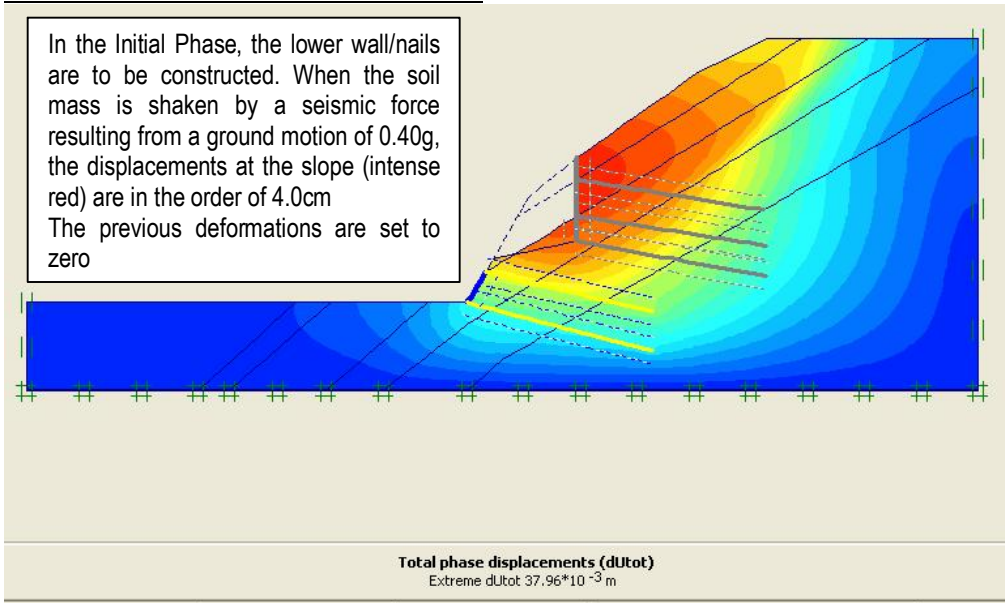 In the Initial Phase, the lower wall/nails
are to be constructed. When the soil
mass is shaken by a seismic force
resulting from a ground motion of 0.40g,
the displacements at the slope (intense
red) are in the order of 4.0cm
The previous deformations are set to
zero
Total phase displacements (dUtot)
Extreme dUtot 37.96*10 -3 m